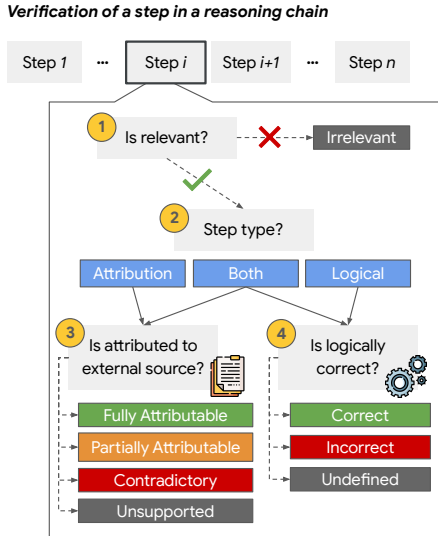 Verification of a step in a reasoning chain
Step 1 ... Step i Step i+1 ... Step n
1 Is relevant? Irrelevant
2 Step type?
Attribution Both Logical
3 Is attributed to
external source?
4 Is logically
correct?
Fully Attributable
Partially Attributable
Contradictory
Unsupported
Correct
Incorrect
Undefined